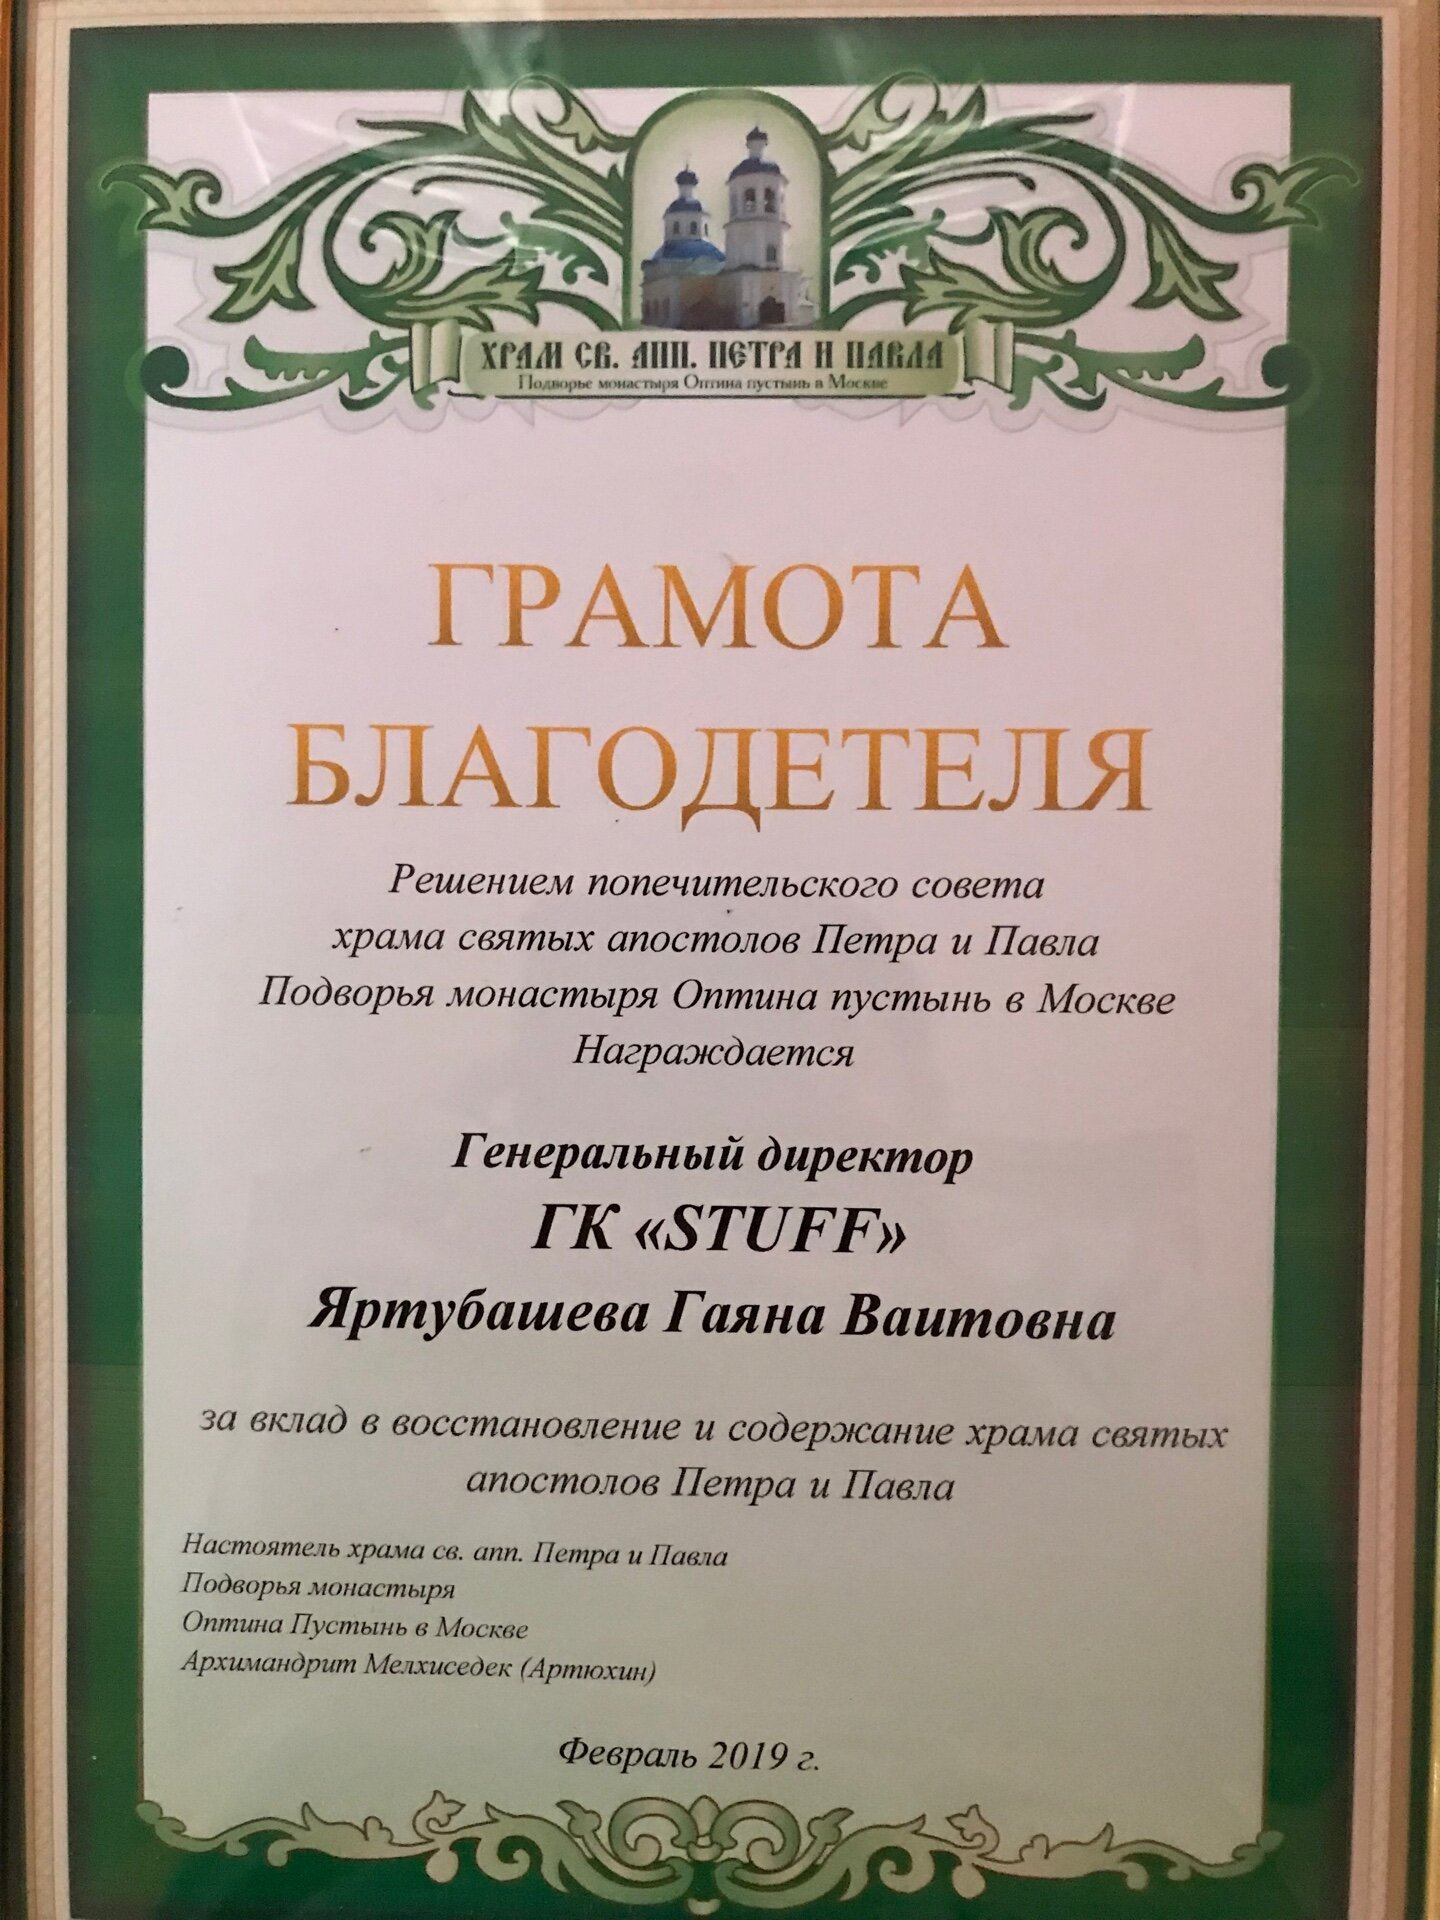 ХРАМ СВ. АПП. ПЕТРА И ПАВЛА
Подворье монастыря Оптина пустынь в Москве
ГРАМОТА
БЛАГОДЕТЕЛЯ
Решением попечительского совета
храма святых апостолов Петра и Павла
Подворья монастыря Оптина пустынь в Москве
Награждается
Генеральный директор
ГК «STUFF»
Яртубашева Гаяна Ваитовна
за вклад в восстановление и содержание храма святых
апостолов Петра и Павла
Настоятель храма св. апп. Петра и Павла
Подворья монастыря
Оптина Пустынь в Москве
Архимандрит Мелхиседек (Артюхин)
Февраль 2019 г.